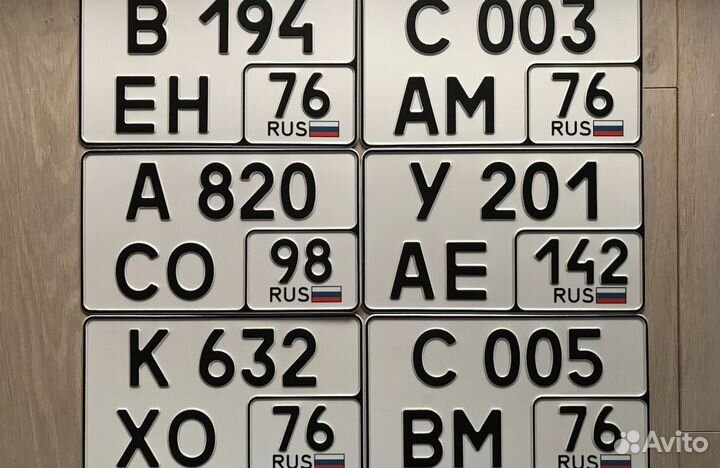 В 194
ЕН 76
RUS
С 003
АМ 76
RUS
А 820
СО 98
RUS
У 201
АЕ 142
RUS
К 632
ХО 76
RUS
С 005
ВМ 76
RUS
Avito